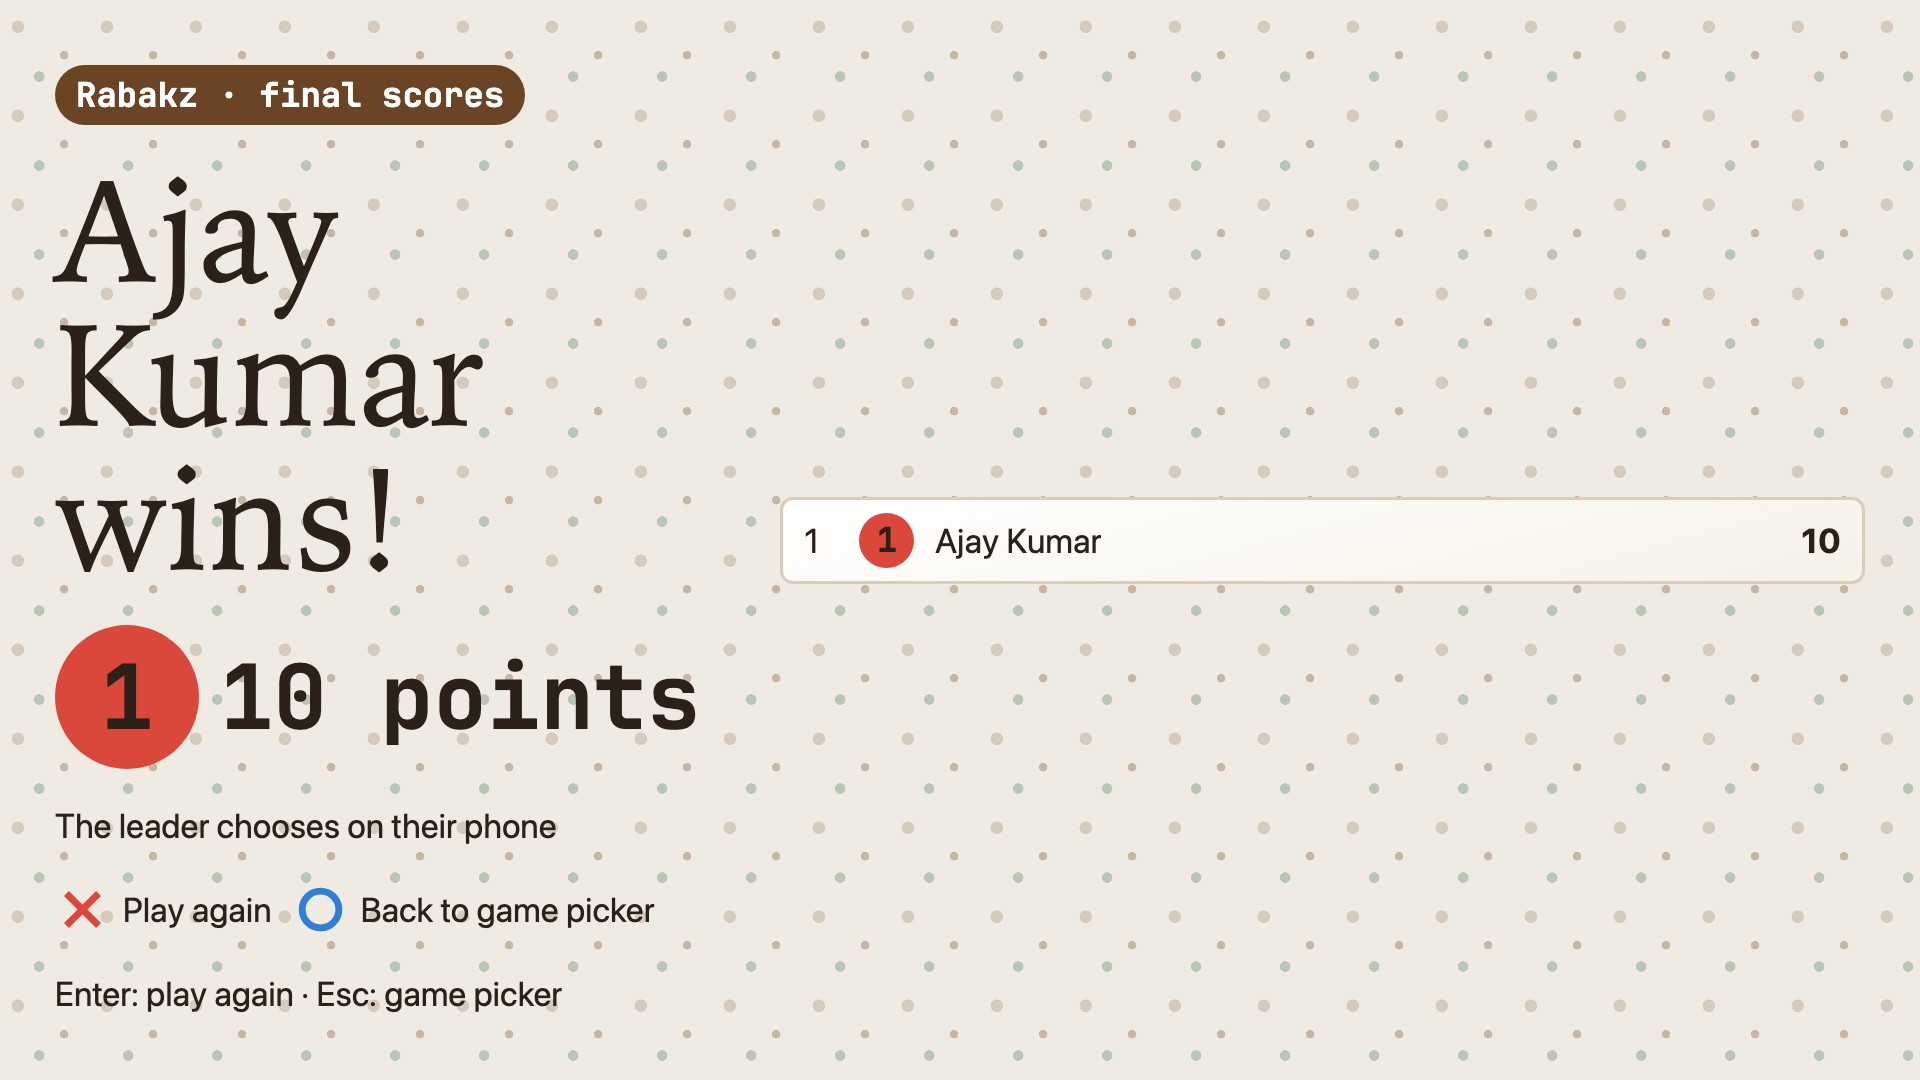 Rabakz · final scores
Ajay
Kumar
wins!
1 10 points
The leader chooses on their phone
Play again Back to game picker
Enter: play again · Esc: game picker
1 1 Ajay Kumar 10